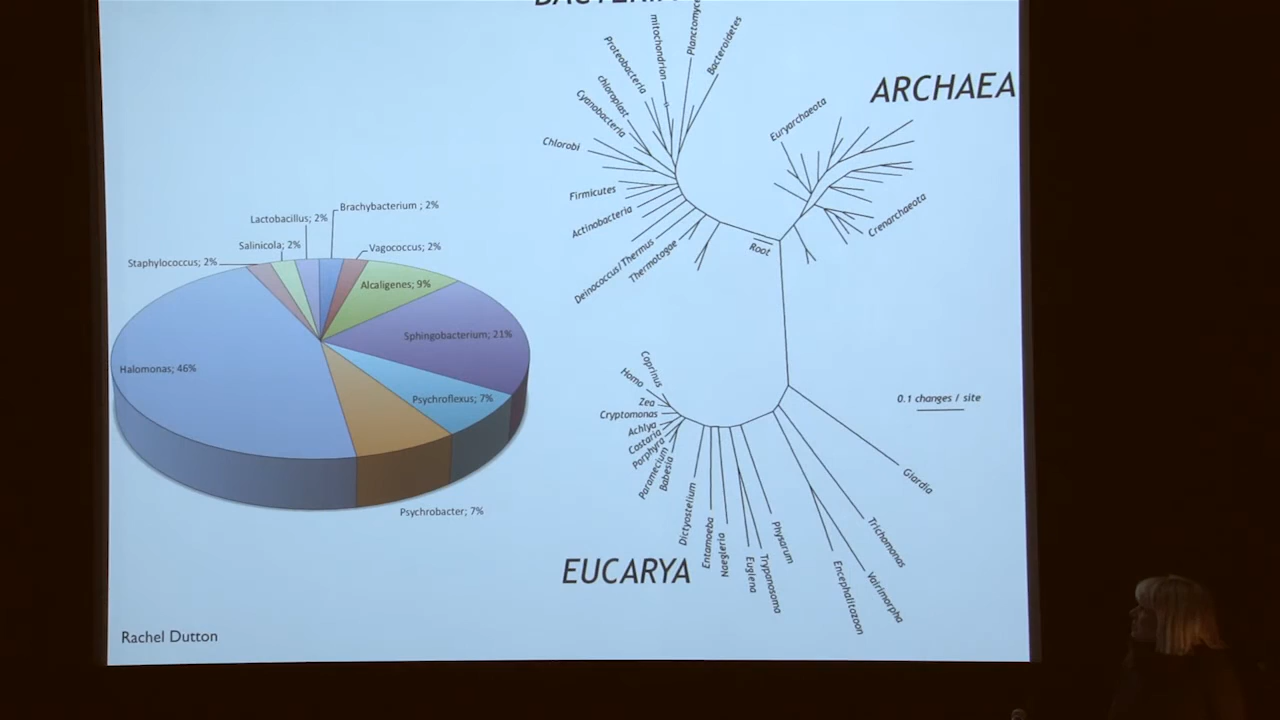 BACTERIA
mitochondrion
Bacteroidetes
Proteobacteria
chloroplast
Cyanobacteria
Chlorobi
Firmicutes
Actinobacteria
Deinococcus/Thermus
Thermotogae
ARCHAEA
Euryarchaeota
Crenarchaeota
Root
Brachybacterium ; 2%
Lactobacillus; 2%
Salinicola; 2%
Vagococcus; 2%
Staphylococcus; 2%
Alcaligenes; 9%
Sphingobacterium; 21%
Halomonas; 46%
Psychroflexus; 7%
Psychrobacter; 7%
Coprinus
Homo
Zea
Cryptomonas
Achlya
Costaria
Porphyra
Paramecium
Babesia
Dictyostelium
Entamoeba
Naegleria
Euglena
Trypanosoma
Physarum
Encephalitozoon
Vairimorpha
Trichomonas
Giardia
0.1 changes / site
EUCARYA
Rachel Dutton